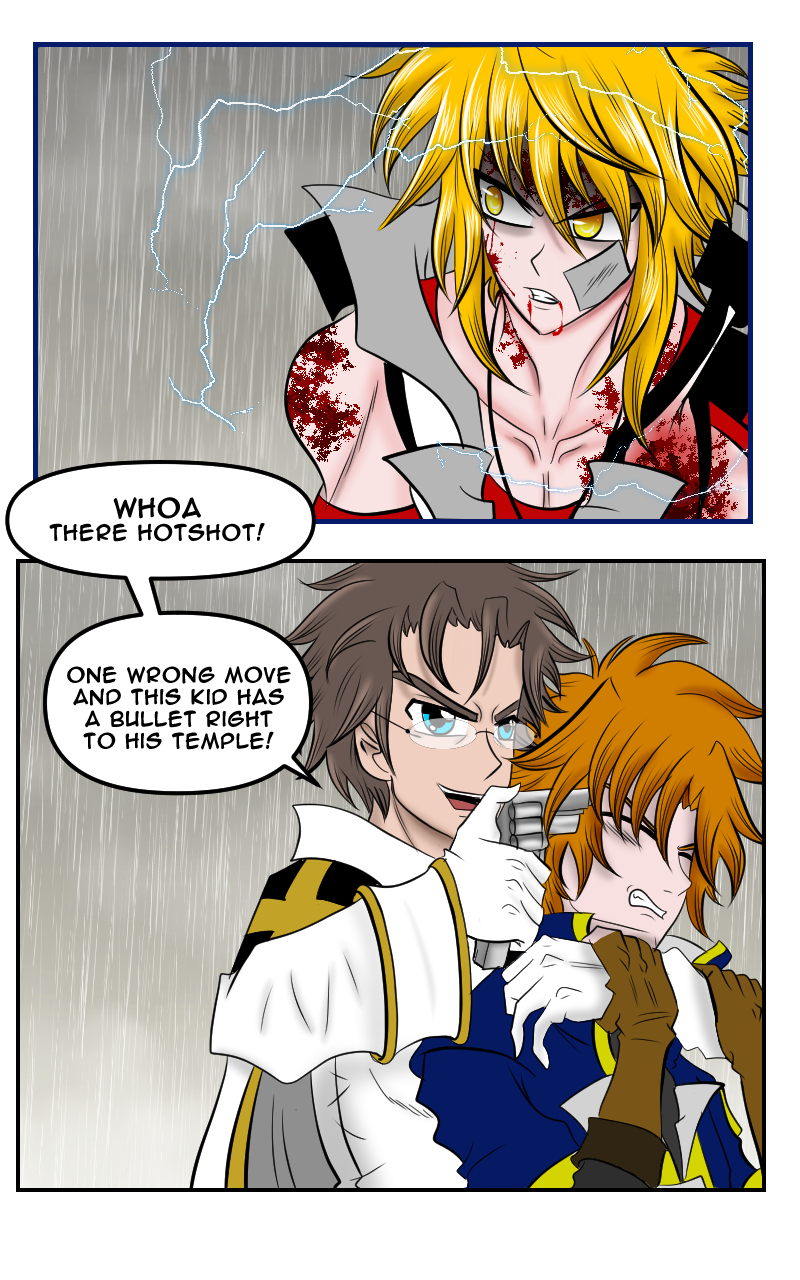 WHOA
THERE HOTSHOT!
ONE WRONG MOVE
AND THIS KID HAS
A BULLET RIGHT
TO HIS TEMPLE!